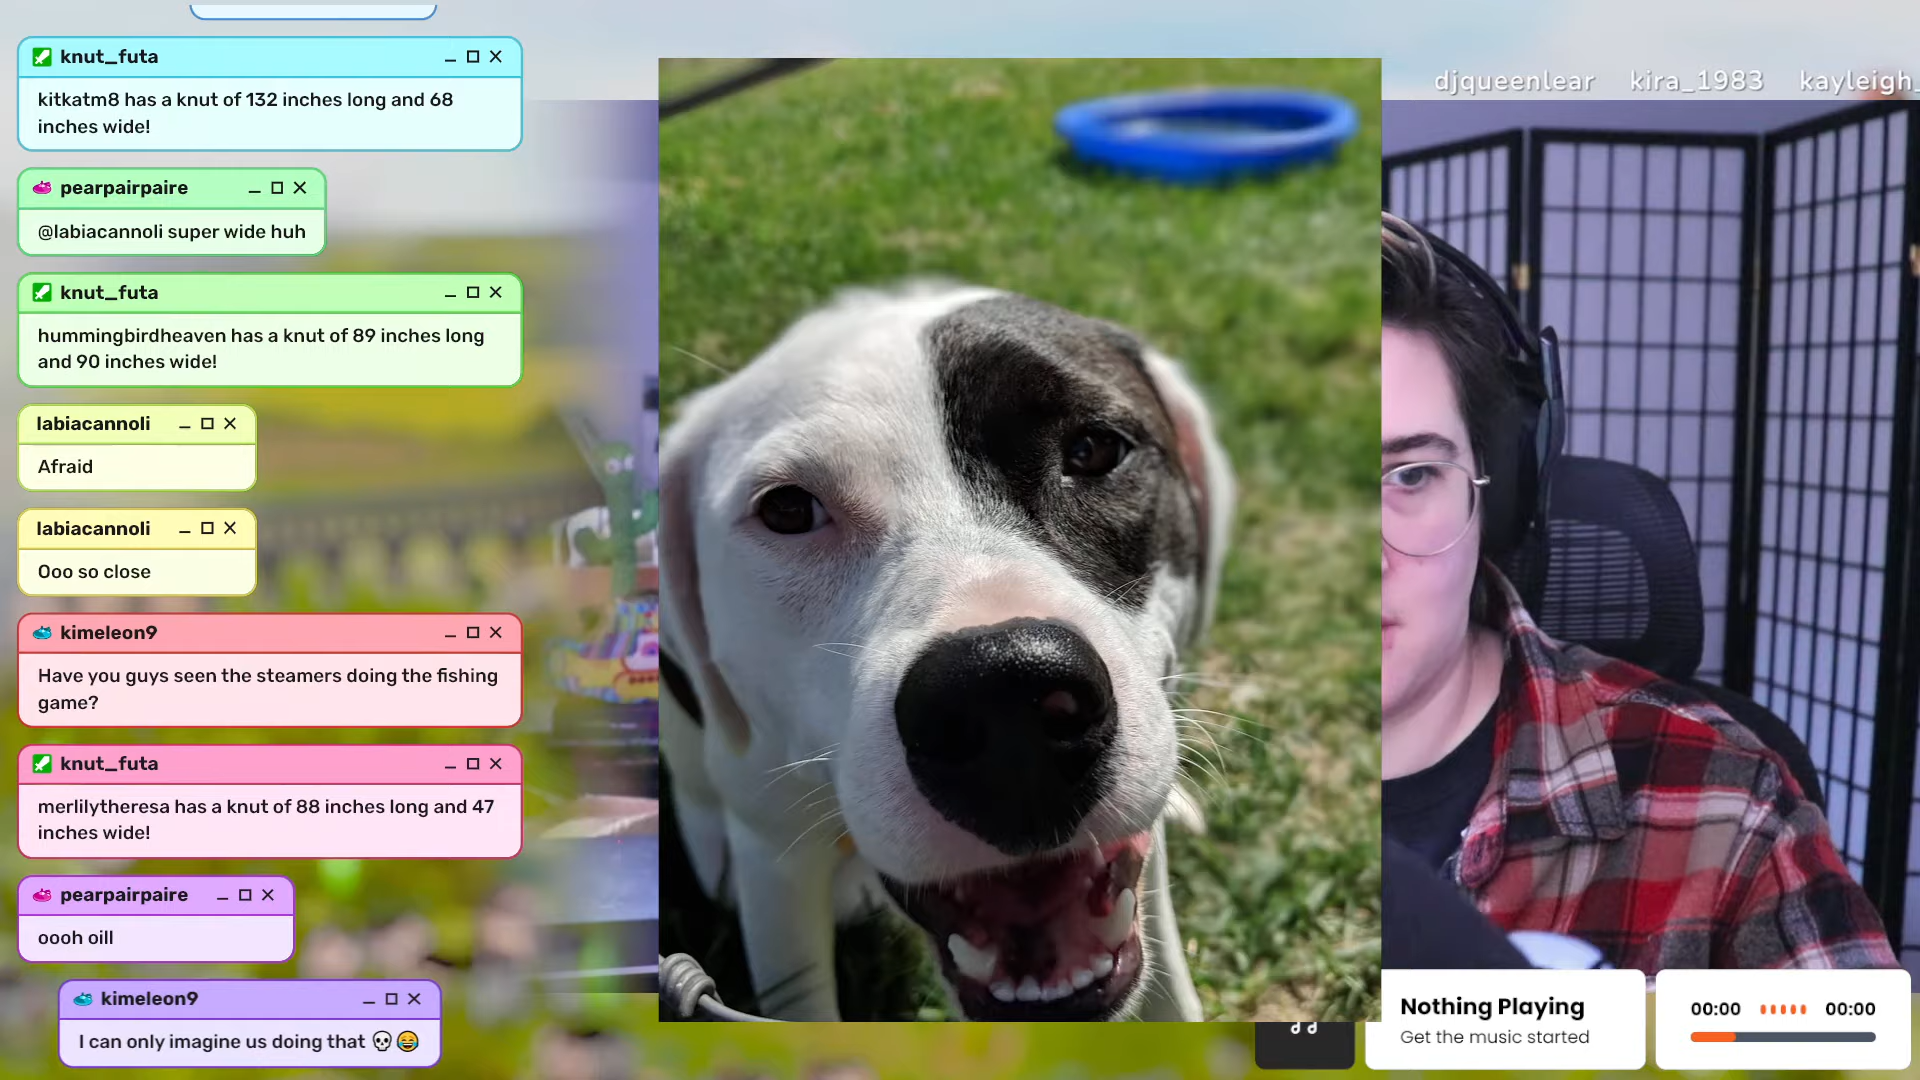 knut_futa
kitkatm8 has a knut of 132 inches long and 68
inches wide!
pearpairpaire
@labiacannoli super wide huh
knut_futa
hummingbirdheaven has a knut of 89 inches long
and 90 inches wide!
labiacannoli
Afraid
labiacannoli
Ooo so close
kimeleon9
Have you guys seen the steamers doing the fishing
game?
knut_futa
merlilytheresa has a knut of 88 inches long and 47
inches wide!
pearpairpaire
oooh oill
kimeleon9
I can only imagine us doing that 💀😂
djqueenlear kira_1983 kayleigh_
Nothing Playing
Get the music started
00:00 00:00